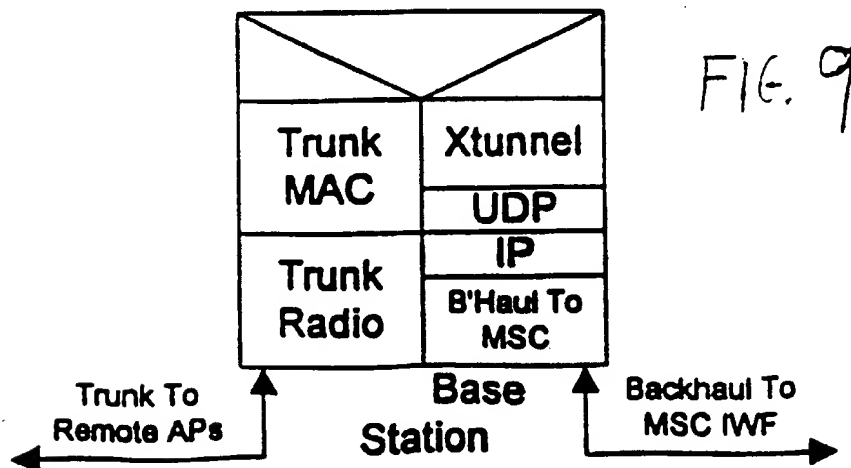 FIG. 9
Trunk
MAC
Xtunnel
UDP
IP
Trunk
Radio
B'Haul To
MSC
Trunk To
Remote APs
Base
Station
Backhaul To
MSC IWF